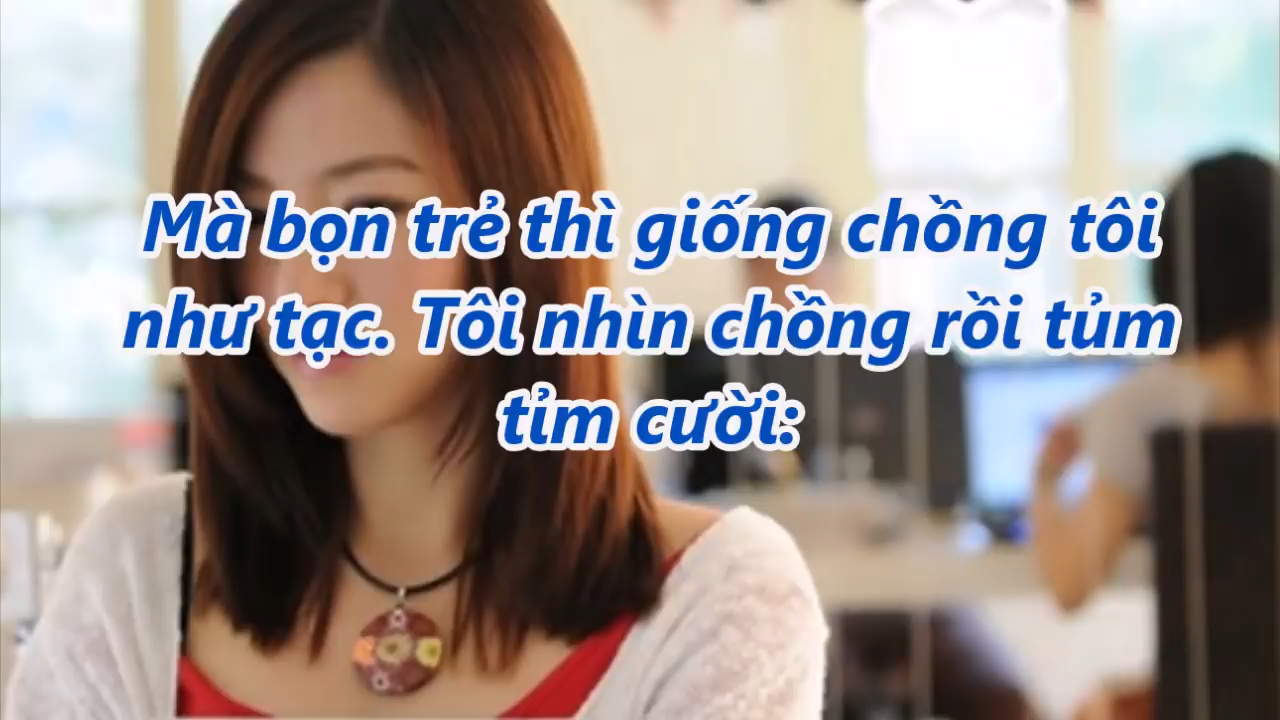 Mà bọn trẻ thì giống chồng tôi
như tạc. Tôi nhìn chồng rồi tủm
tỉm cười: